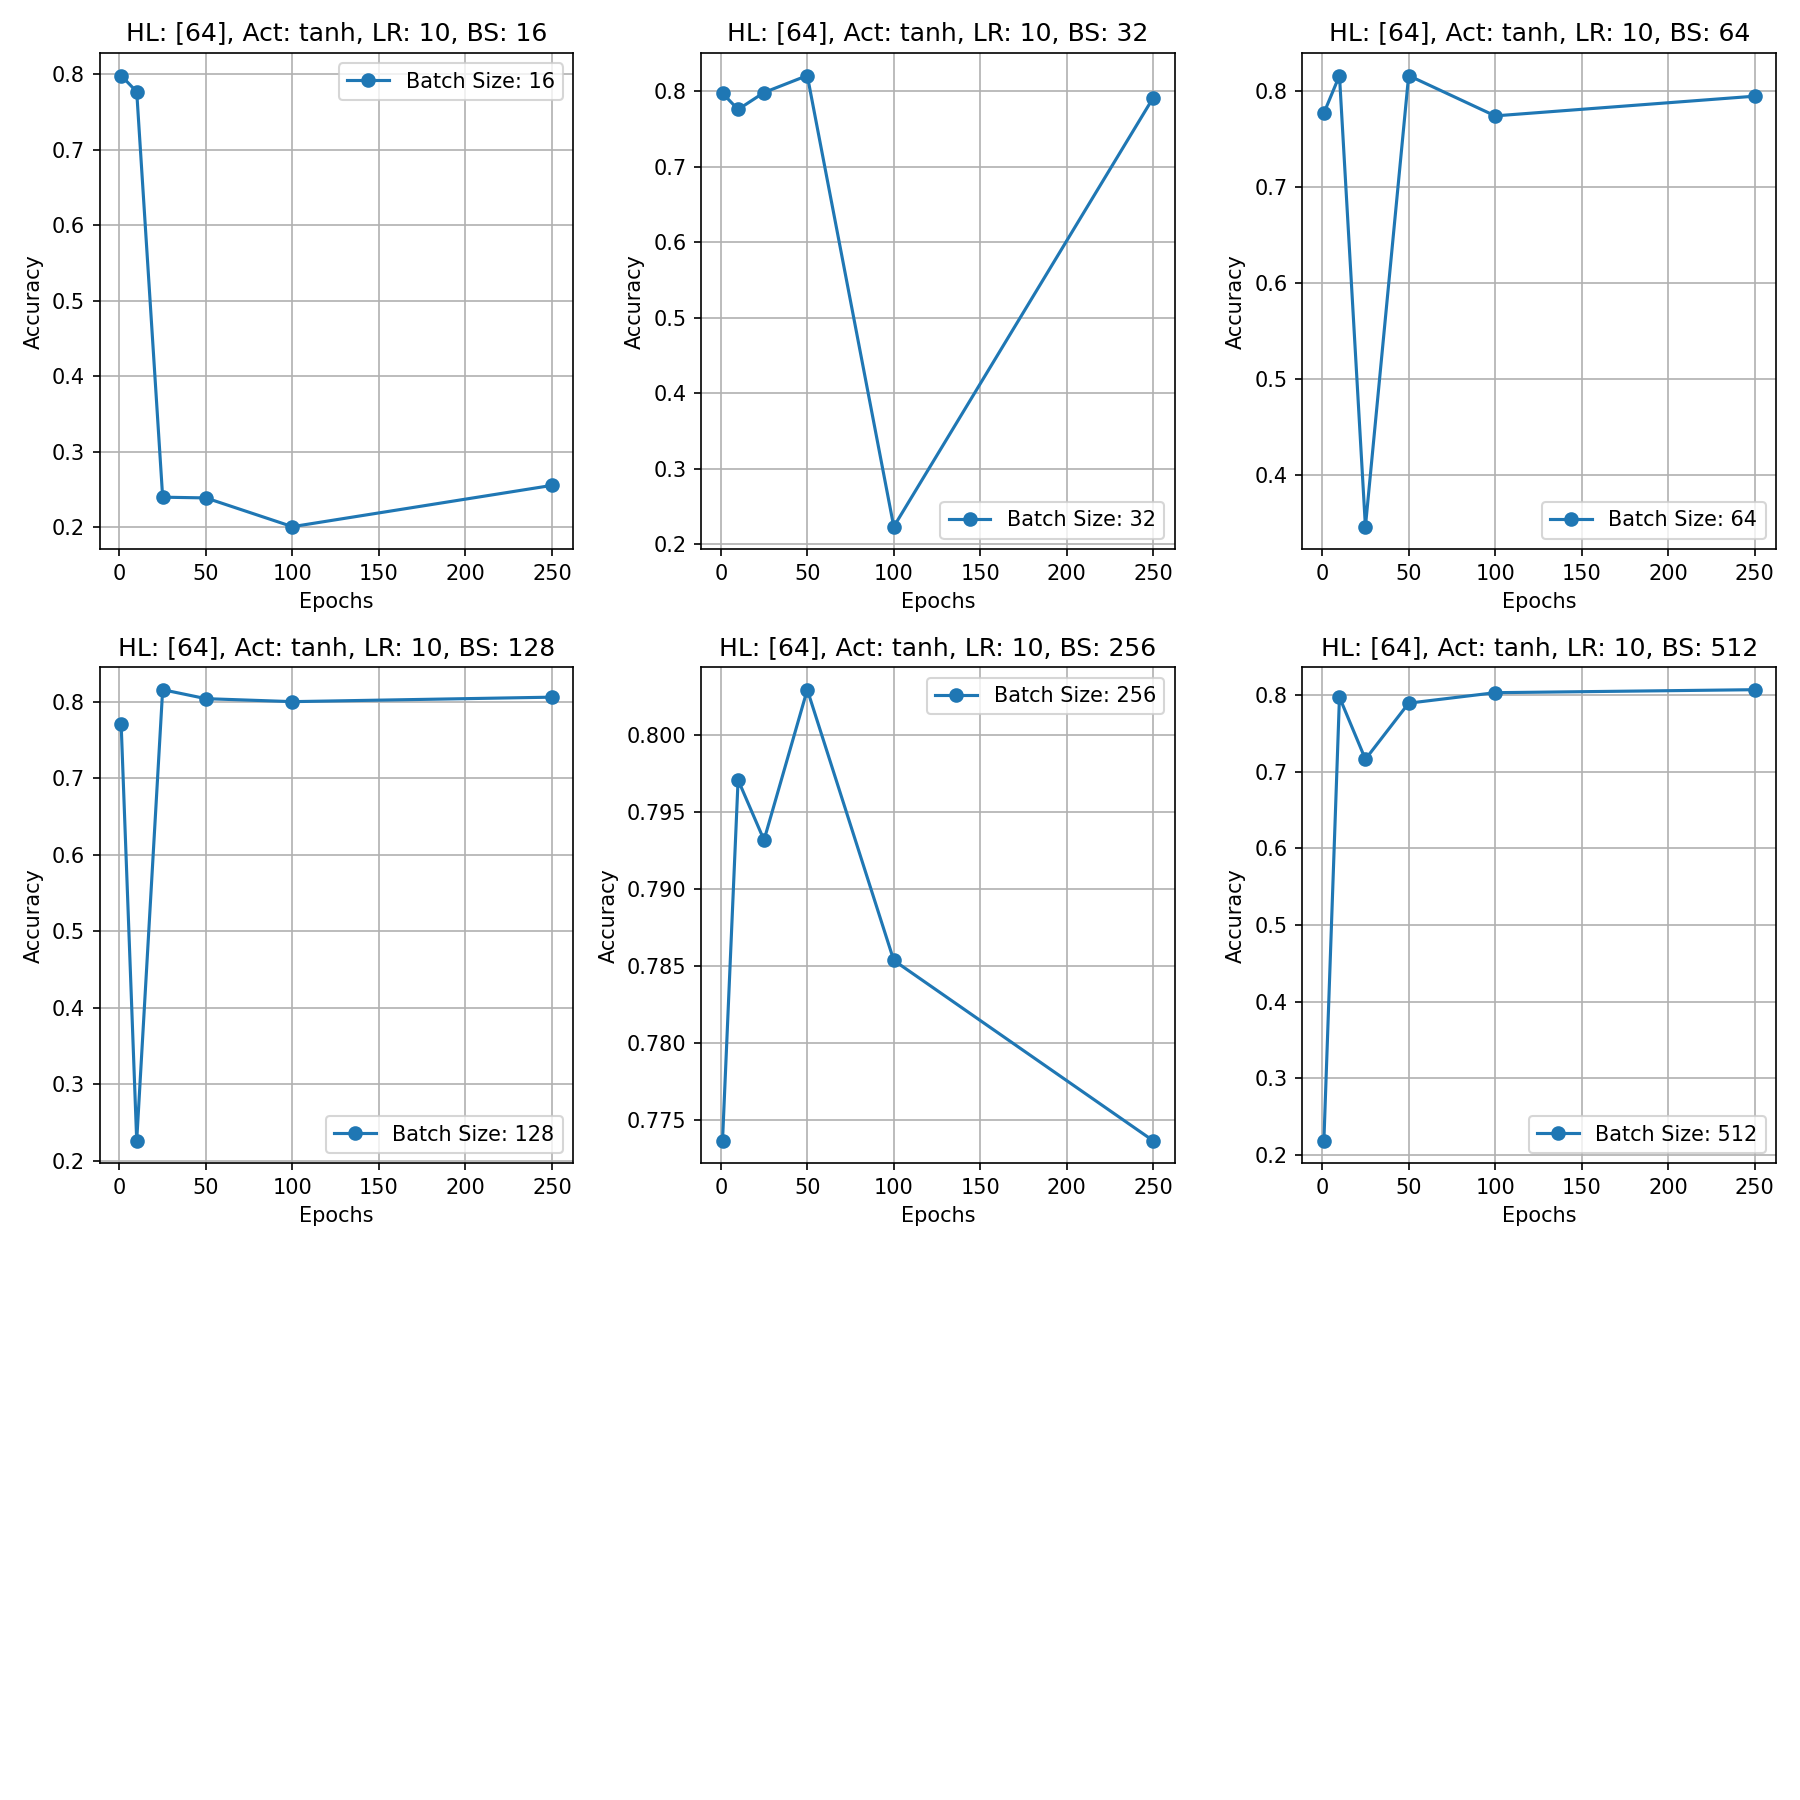 HL: [64], Act: tanh, LR: 10, BS: 16
Batch Size: 16
Accuracy
0.8
0.7
0.6
0.5
0.4
0.3
0.2
0 50 100 150 200 250
Epochs
HL: [64], Act: tanh, LR: 10, BS: 32
Accuracy
0.8
0.7
0.6
0.5
0.4
0.3
0.2
Batch Size: 32
0 50 100 150 200 250
Epochs
HL: [64], Act: tanh, LR: 10, BS: 64
Accuracy
0.8
0.7
0.6
0.5
0.4
Batch Size: 64
0 50 100 150 200 250
Epochs
HL: [64], Act: tanh, LR: 10, BS: 128
Accuracy
0.8
0.7
0.6
0.5
0.4
0.3
0.2
Batch Size: 128
0 50 100 150 200 250
Epochs
HL: [64], Act: tanh, LR: 10, BS: 256
Batch Size: 256
Accuracy
0.800
0.795
0.790
0.785
0.780
0.775
0 50 100 150 200 250
Epochs
HL: [64], Act: tanh, LR: 10, BS: 512
Accuracy
0.8
0.7
0.6
0.5
0.4
0.3
0.2
Batch Size: 512
0 50 100 150 200 250
Epochs